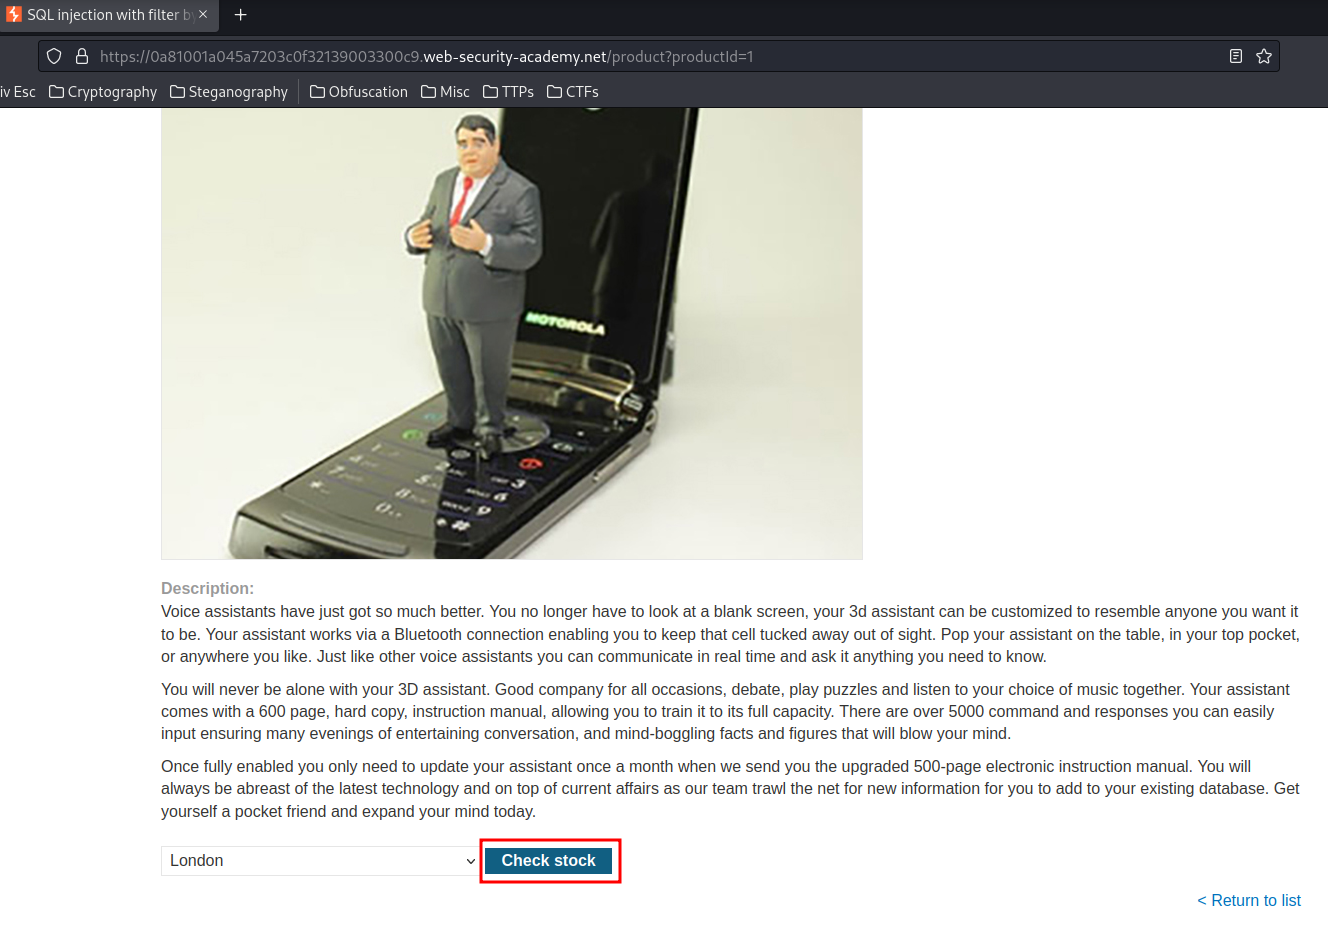 SQL injection with filter by
https://0a81001a045a7203c0f32139003300c9.web-security-academy.net/product?productId=1
iv Esc Cryptography Steganography Obfuscation Misc TTPs CTFs
MOTOROLA
Description:
Voice assistants have just got so much better. You no longer have to look at a blank screen, your 3d assistant can be customized to resemble anyone you want it
to be. Your assistant works via a Bluetooth connection enabling you to keep that cell tucked away out of sight. Pop your assistant on the table, in your top pocket,
or anywhere you like. Just like other voice assistants you can communicate in real time and ask it anything you need to know.
You will never be alone with your 3D assistant. Good company for all occasions, debate, play puzzles and listen to your choice of music together. Your assistant
comes with a 600 page, hard copy, instruction manual, allowing you to train it to its full capacity. There are over 5000 command and responses you can easily
input ensuring many evenings of entertaining conversation, and mind-boggling facts and figures that will blow your mind.
Once fully enabled you only need to update your assistant once a month when we send you the upgraded 500-page electronic instruction manual. You will
always be abreast of the latest technology and on top of current affairs as our team trawl the net for new information for you to add to your existing database. Get
yourself a pocket friend and expand your mind today.
London Check stock
< Return to list